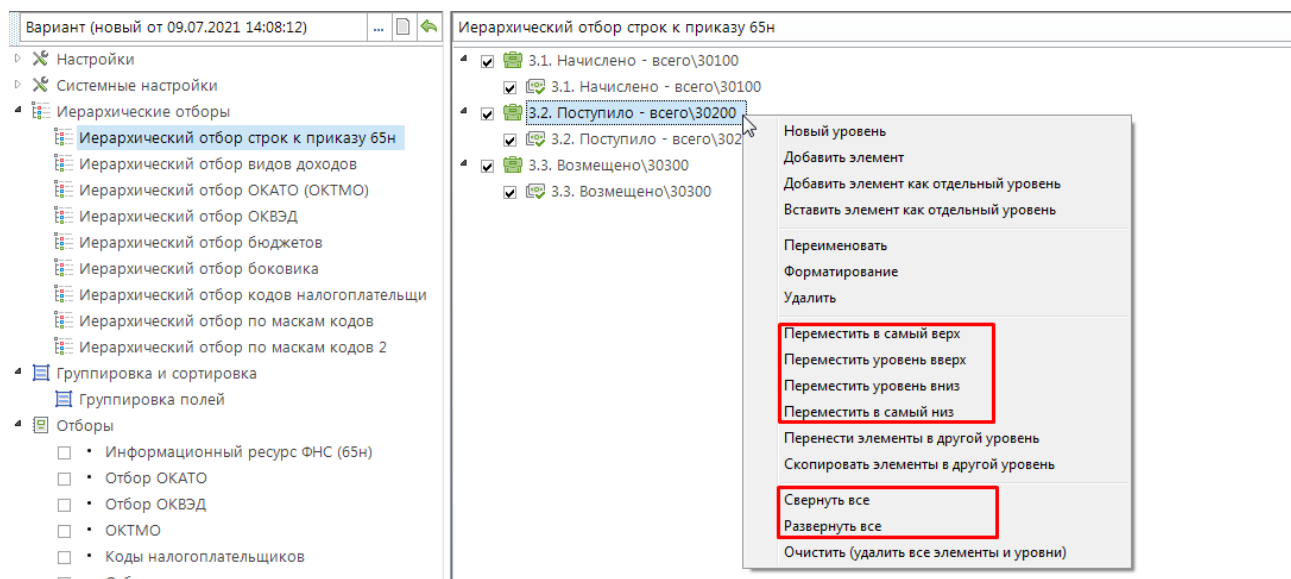 Вариант (новый от 09.07.2021 14:08:12)
...
Настройки
Системные настройки
Иерархические отборы
Иерархический отбор строк к приказу 65н
Иерархический отбор видов доходов
Иерархический отбор ОКАТО (ОКТМО)
Иерархический отбор ОКВЭД
Иерархический отбор бюджетов
Иерархический отбор боковика
Иерархический отбор кодов налогоплательщи
Иерархический отбор по маскам кодов
Иерархический отбор по маскам кодов 2
Группировка и сортировка
Группировка полей
Отборы
• Информационный ресурс ФНС (65н)
• Отбор ОКАТО
• Отбор ОКВЭД
• ОКТМО
• Коды налогоплательщиков
Иерархический отбор строк к приказу 65н
3.1. Начислено - всего\30100
3.1. Начислено - всего\30100
3.2. Поступило - всего\30200
3.2. Поступило - всего\302
3.3. Возмещено\30300
3.3. Возмещено\30300
Новый уровень
Добавить элемент
Добавить элемент как отдельный уровень
Вставить элемент как отдельный уровень
Переименовать
Форматирование
Удалить
Переместить в самый верх
Переместить уровень вверх
Переместить уровень вниз
Переместить в самый низ
Перенести элементы в другой уровень
Скопировать элементы в другой уровень
Свернуть все
Развернуть все
Очистить (удалить все элементы и уровни)